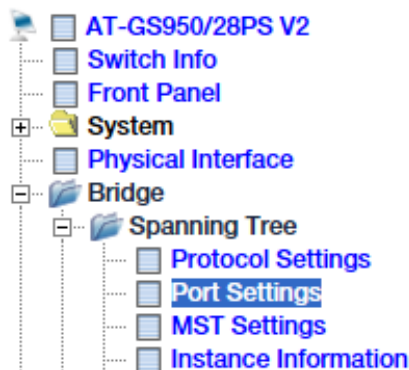 AT-GS950/28PS V2
Switch Info
Front Panel
System
Physical Interface
Bridge
Spanning Tree
Protocol Settings
Port Settings
MST Settings
Instance Information